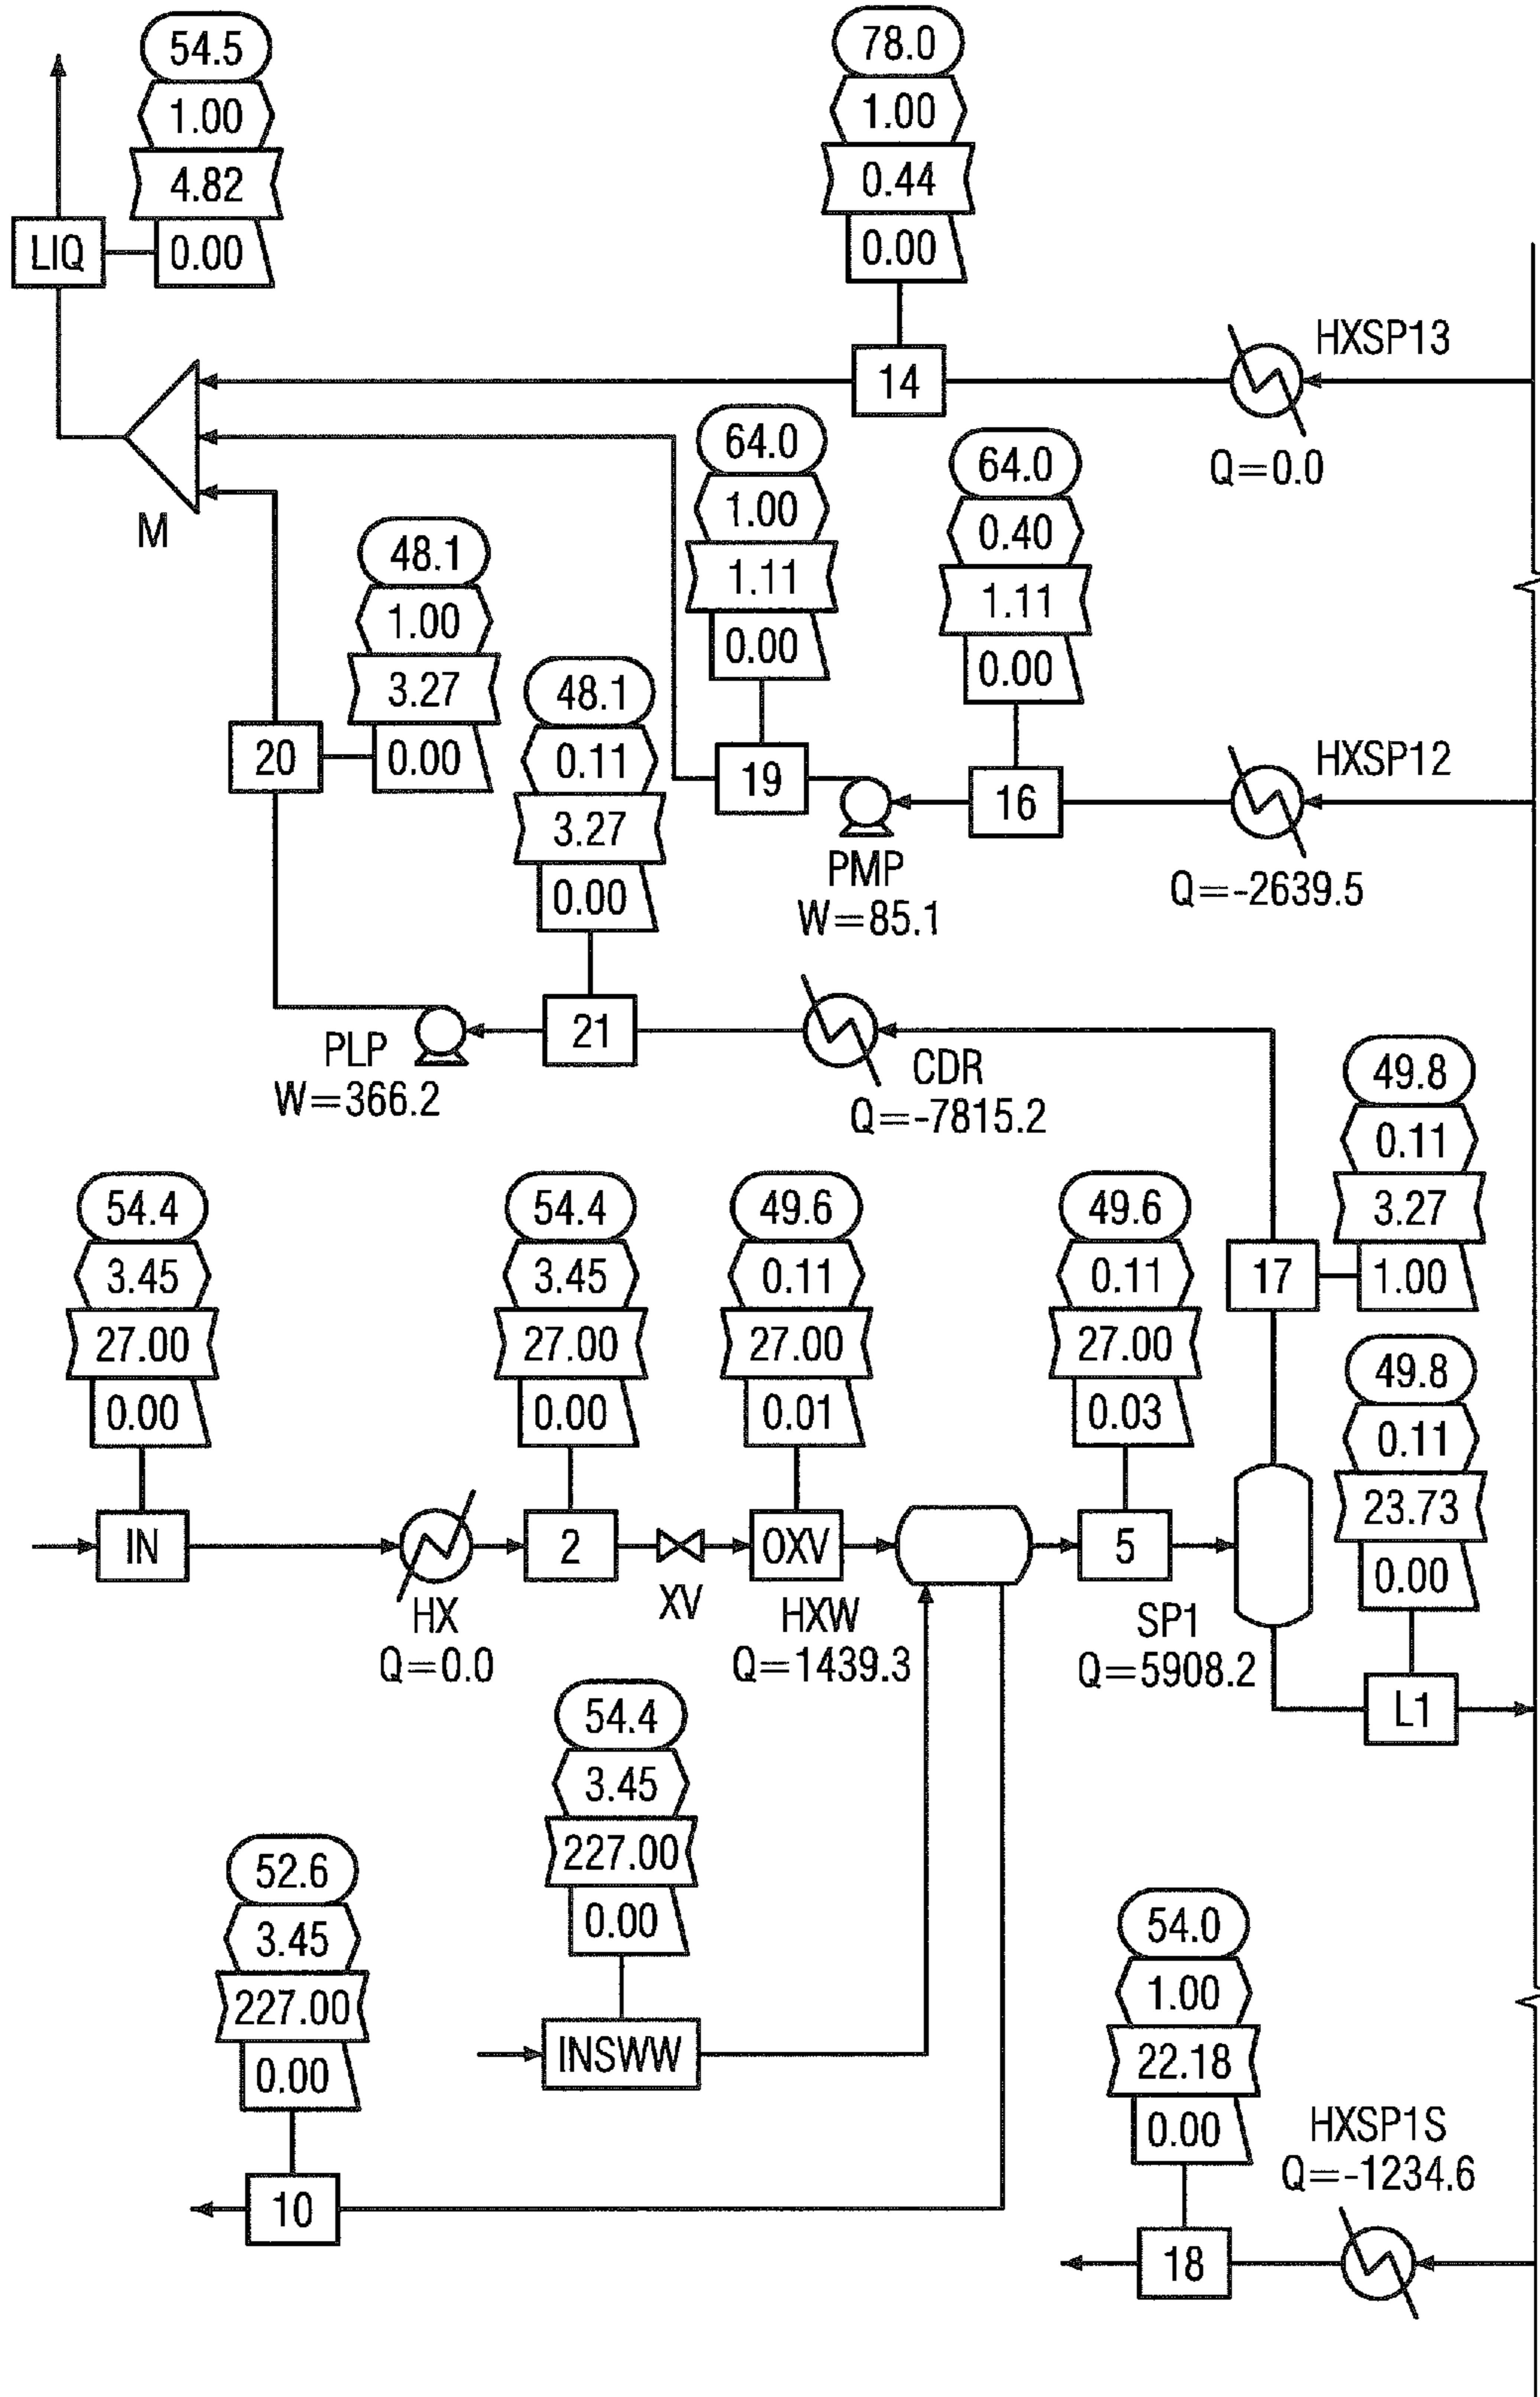 54.5
1.00
4.82
0.00
LIQ
78.0
1.00
0.44
0.00
14
HXSP13
Q=0.0
M
64.0
1.00
1.11
0.00
19
64.0
0.40
1.11
0.00
16
HXSP12
Q=-2639.5
PMP
W=85.1
48.1
1.00
3.27
0.00
20
48.1
0.11
3.27
0.00
21
PLP
W=366.2
CDR
Q=-7815.2
49.8
0.11
3.27
1.00
17
54.4
3.45
27.00
0.00
IN
HX
Q=0.0
54.4
3.45
27.00
0.00
2
XV
49.6
0.11
27.00
0.01
OXV
HXW
Q=1439.3
49.6
0.11
27.00
0.03
5
SP1
Q=5908.2
49.8
0.11
23.73
0.00
L1
54.4
3.45
227.00
0.00
INSWW
52.6
3.45
227.00
0.00
10
54.0
1.00
22.18
0.00
18
HXSP1S
Q=-1234.6